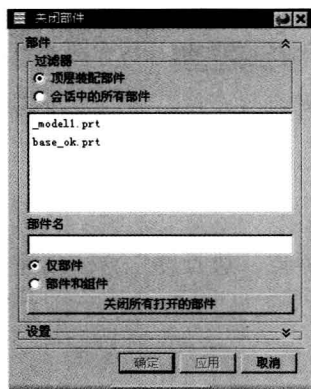 关闭部件
部件
过滤器
顶层装配部件
会话中的所有部件
_model1.prt
base_ok.prt
部件名
仅部件
部件和组件
关闭所有打开的部件
设置
确定
应用
取消